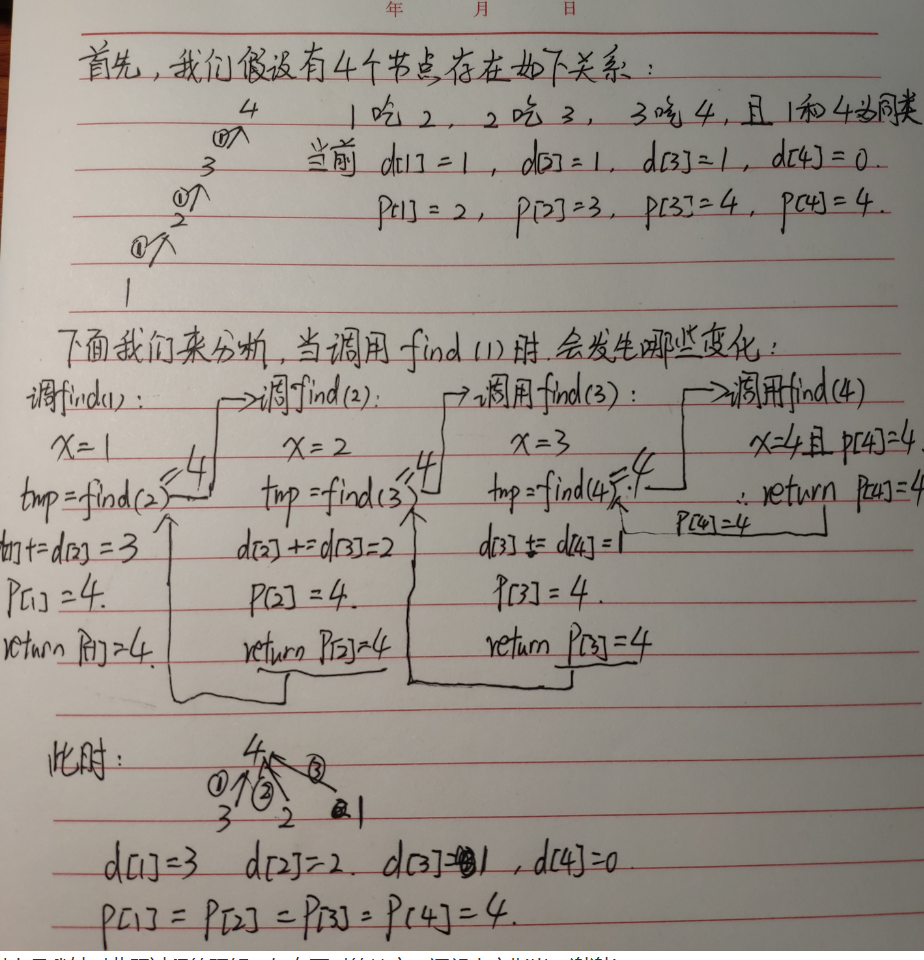 年 月 日
首先,我们假设有4个节点存在如下关系:
1吃2, 2吃3, 3吃4, 且1和4为同类
当前 d[1]=1, d[2]=1, d[3]=1, d[4]=0.
P[1]=2, P[2]=3, P[3]=4, P[4]=4.
4
①
3
①
2
①
1
下面我们来分析,当调用find(1)时,会发生哪些变化:
调find(1): 调find(2): 调用find(3): 调用find(4)
x=1 x=2 x=3 x=4且P[4]=4.
tmp=find(2)=4 tmp=find(3)=4 tmp=find(4)=4 ∴return P[4]=4
P[4]=4
d[1]+=d[2]=3 d[2]+=d[3]=2 d[3]+=d[4]=1
P[1]=4. P[2]=4. P[3]=4.
return P[1]=4. return P[2]=4 return P[3]=4
此时:
4
① ② ③
3 2 1
d[1]=3 d[2]=2. d[3]=1, d[4]=0.
P[1]=P[2]=P[3]=P[4]=4.